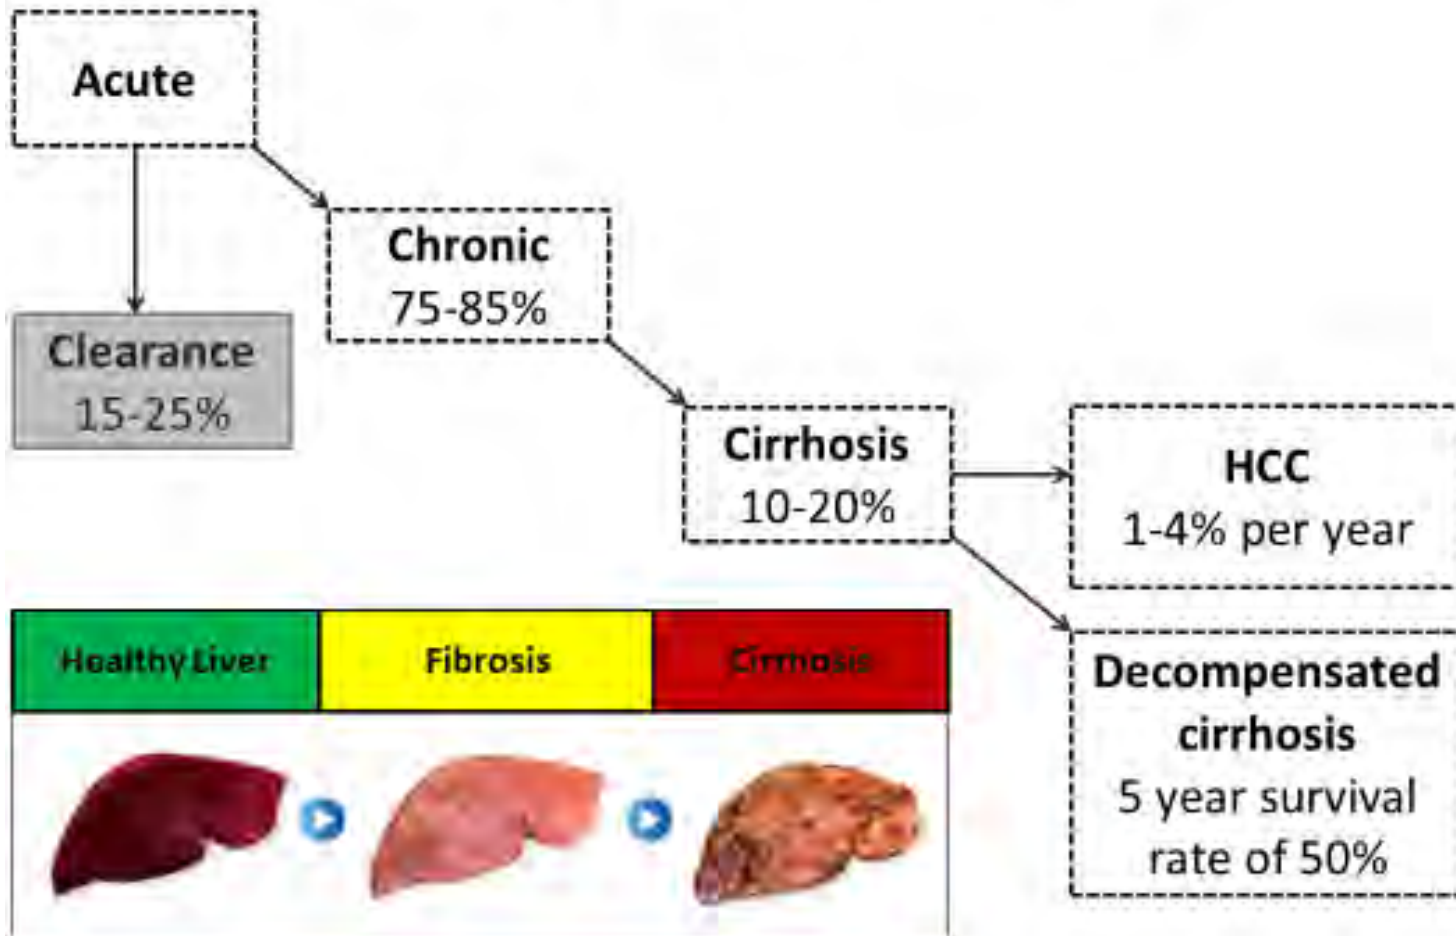 Acute
Chronic
75-85%
Clearance
15-25%
Cirrhosis
10-20%
HCC
1-4% per year
Decompensated
cirrhosis
5 year survival
rate of 50%
Healthy Liver
Fibrosis
Cirrhosis